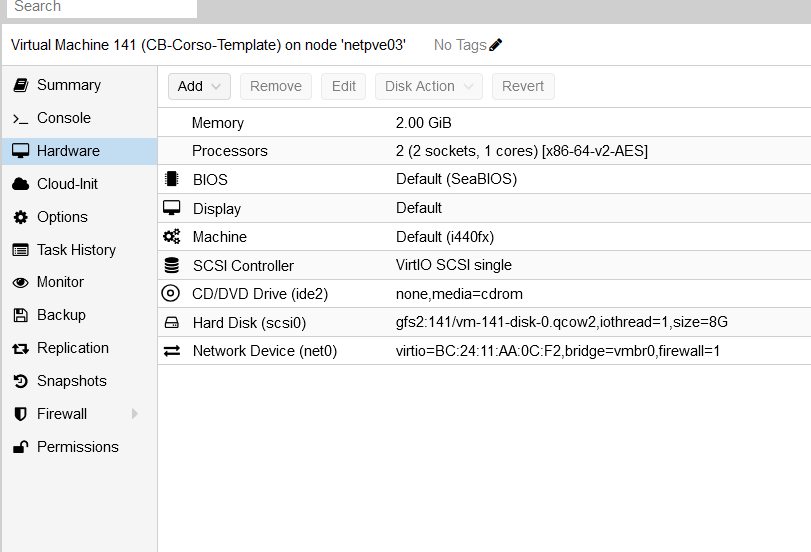 Search
Virtual Machine 141 (CB-Corso-Template) on node 'netpve03' No Tags
Summary
Console
Hardware
Cloud-Init
Options
Task History
Monitor
Backup
Replication
Snapshots
Firewall
Permissions
Add Remove Edit Disk Action Revert
Memory 2.00 GiB
Processors 2 (2 sockets, 1 cores) [x86-64-v2-AES]
BIOS Default (SeaBIOS)
Display Default
Machine Default (i440fx)
SCSI Controller VirtIO SCSI single
CD/DVD Drive (ide2) none,media=cdrom
Hard Disk (scsi0) gfs2:141/vm-141-disk-0.qcow2,iothread=1,size=8G
Network Device (net0) virtio=BC:24:11:AA:0C:F2,bridge=vmbr0,firewall=1